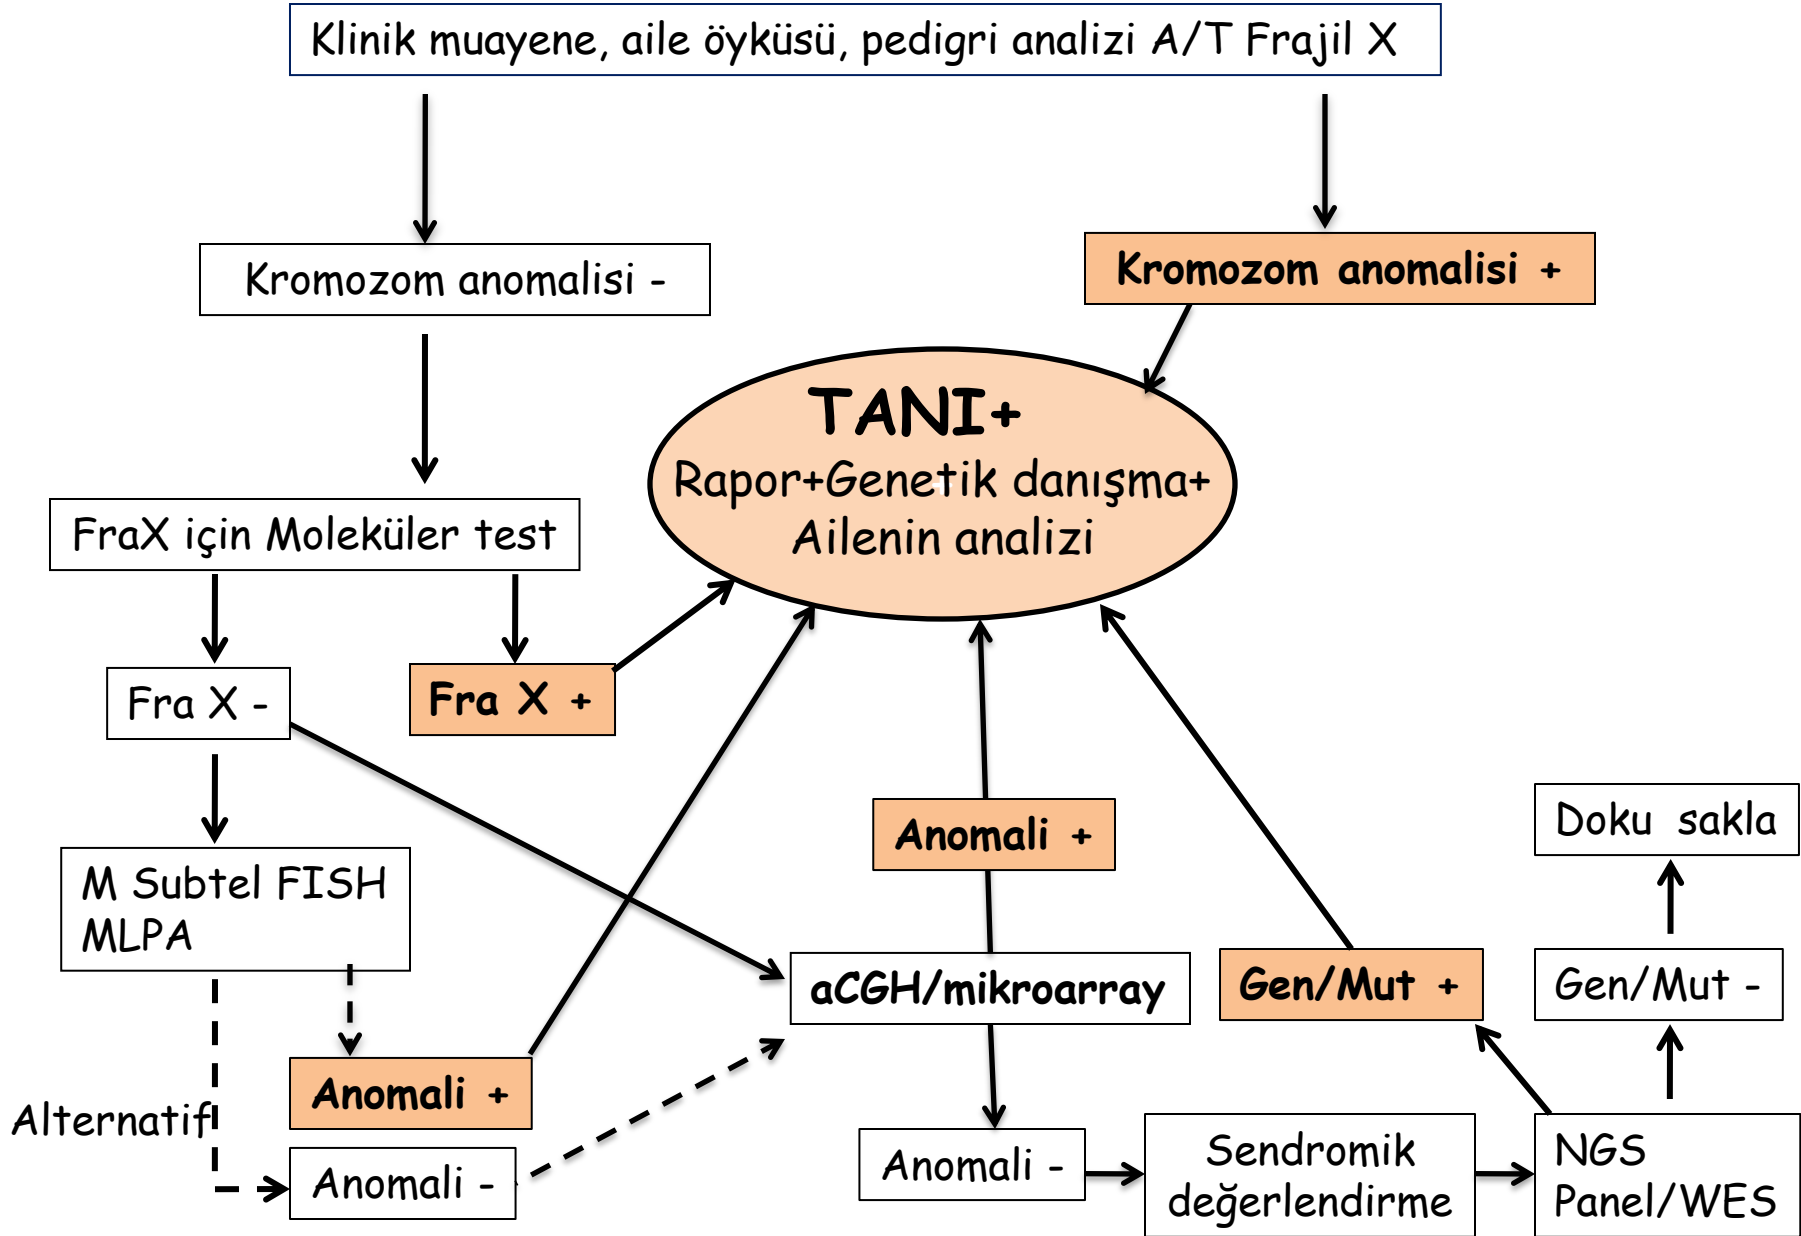 Klinik muayene, aile öyküsü, pedigri analizi A/T Frajil X
Kromozom anomalisi -
Kromozom anomalisi +
TANI+
Rapor+Genetik danışma+
Ailenin analizi
FraX için Moleküler test
Fra X -
Fra X +
M Subtel FISH
MLPA
Anomali +
Doku sakla
aCGH/mikroarray
Gen/Mut +
Gen/Mut -
Alternatif
Anomali +
Anomali -
Anomali -
Sendromik
değerlendirme
NGS
Panel/WES